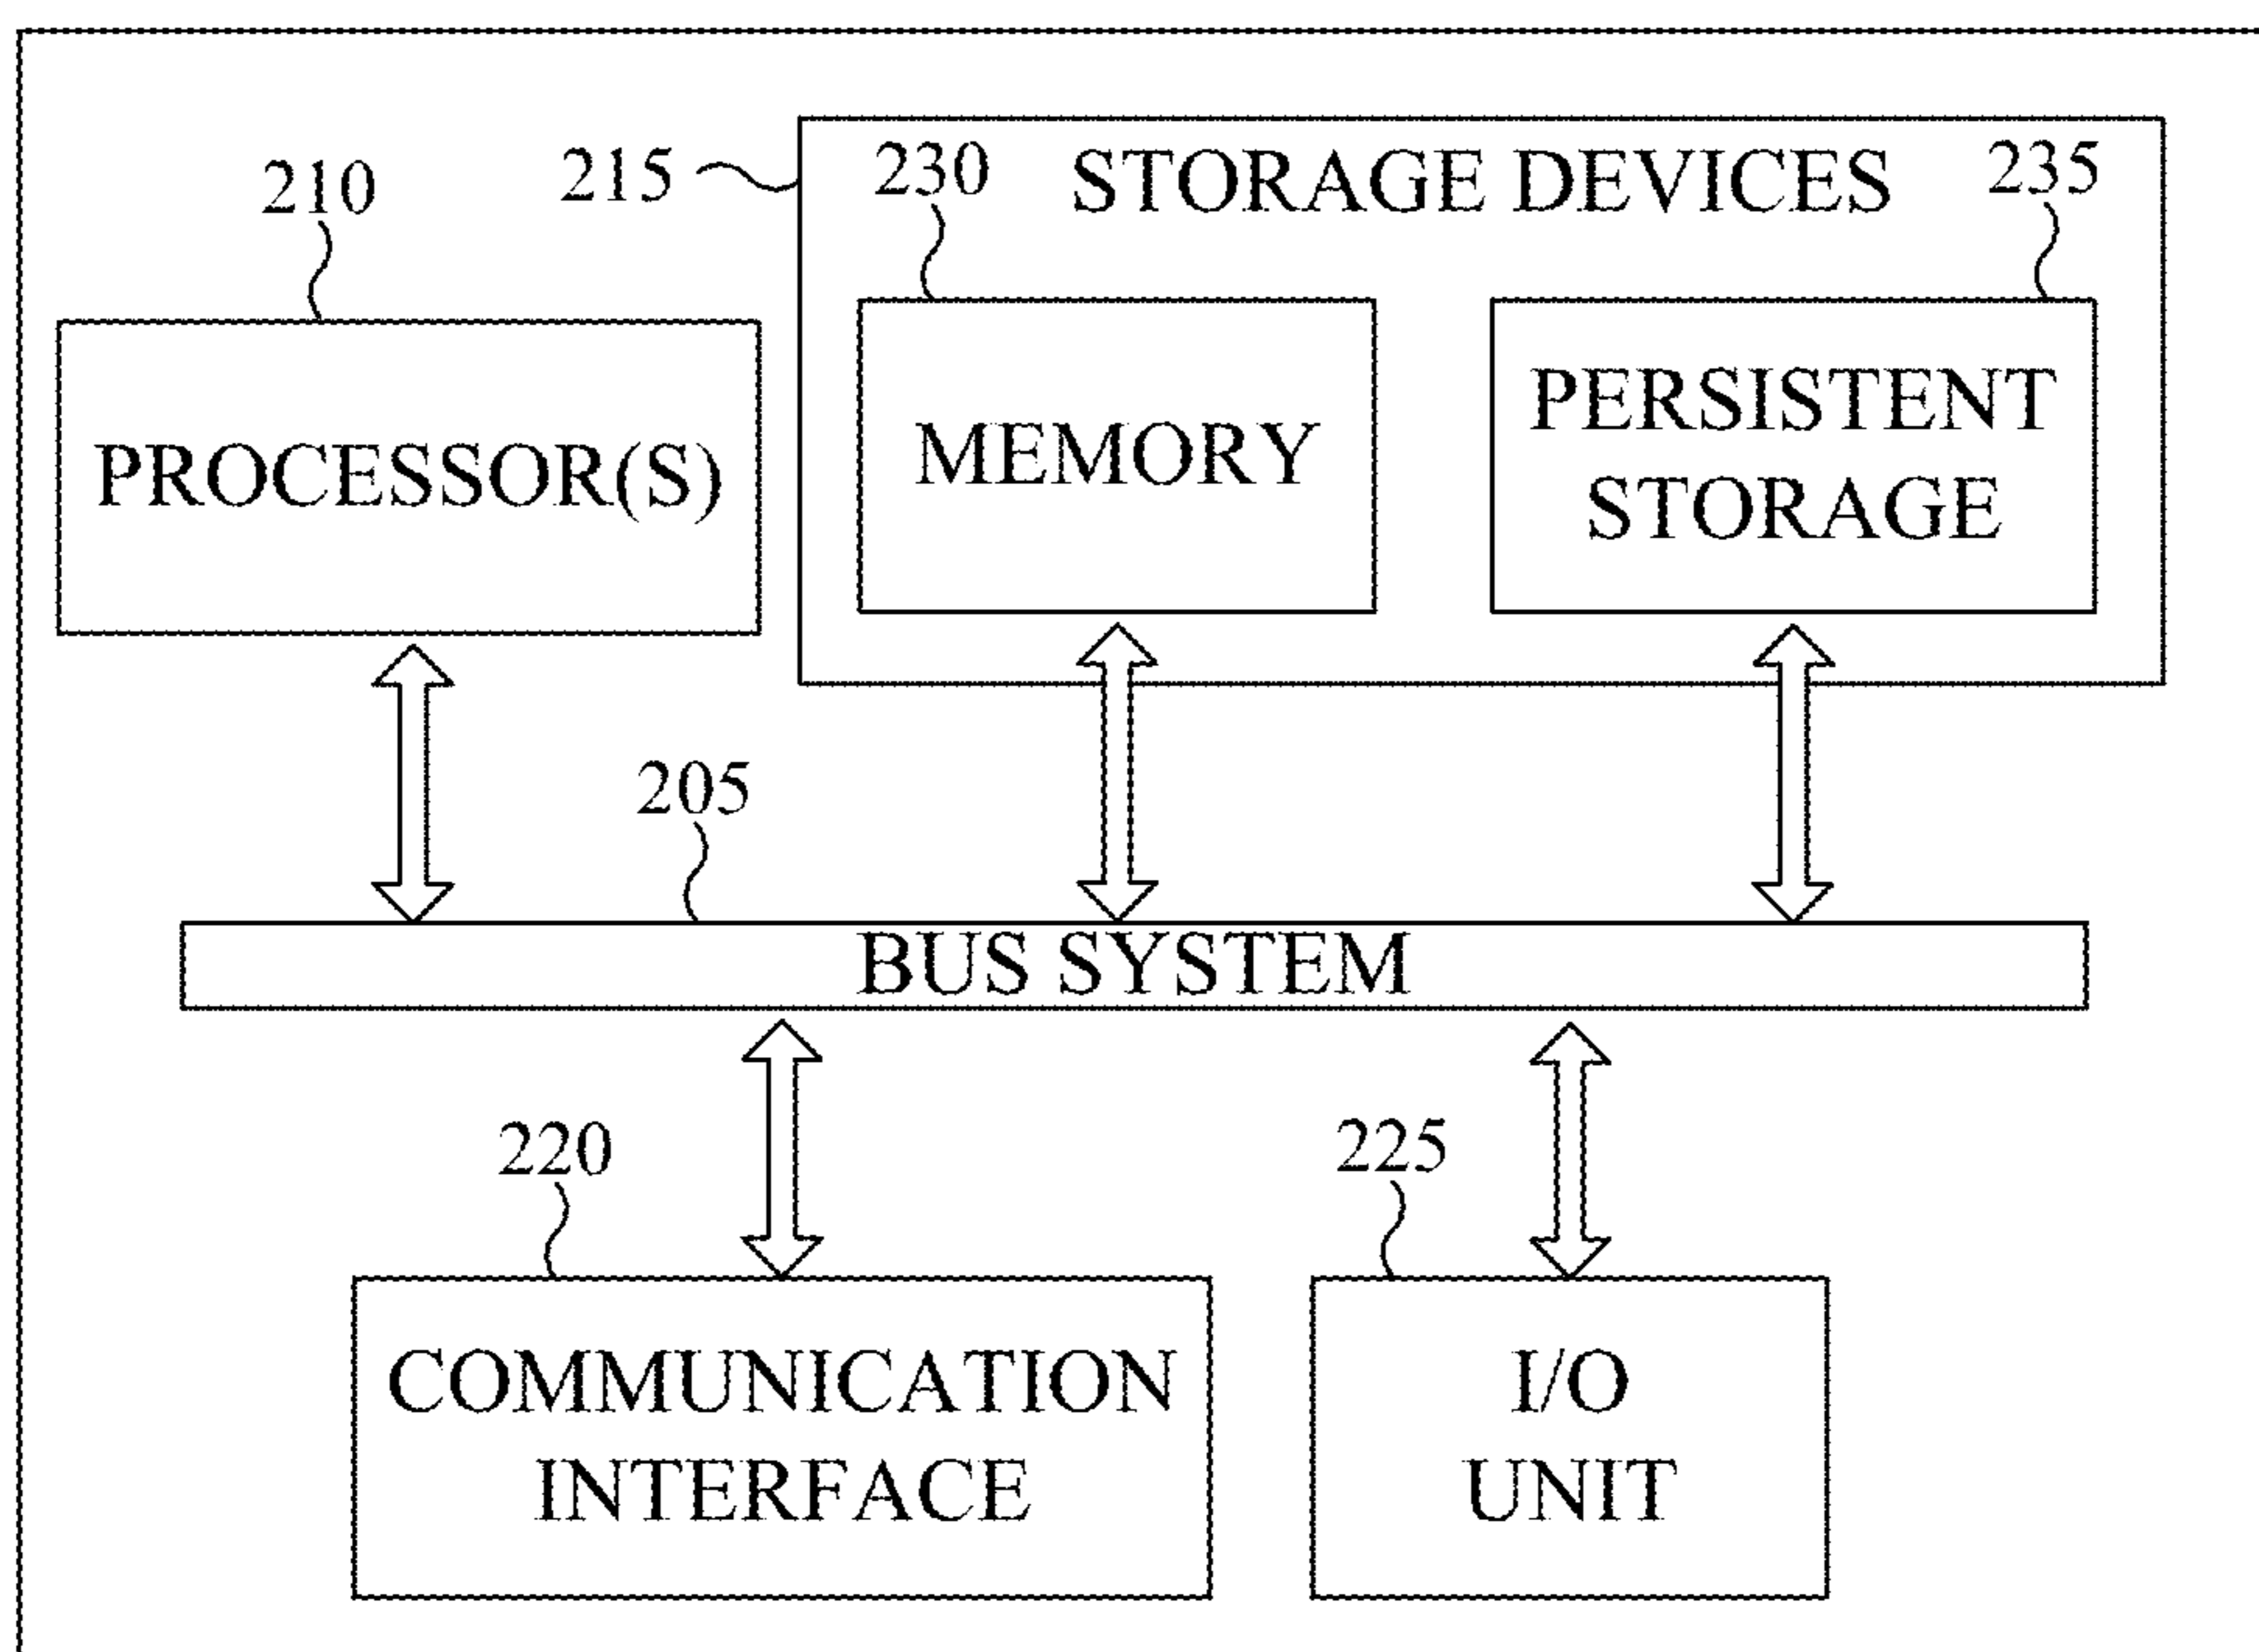 210
215
230
STORAGE DEVICES
235
PROCESSOR(S)
MEMORY
PERSISTENT
STORAGE
205
BUS SYSTEM
220
225
COMMUNICATION
INTERFACE
I/O
UNIT